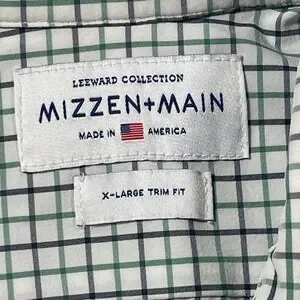 LEEWARD COLLECTION
MIZZEN+MAIN
MADE IN AMERICA
X-LARGE TRIM FIT